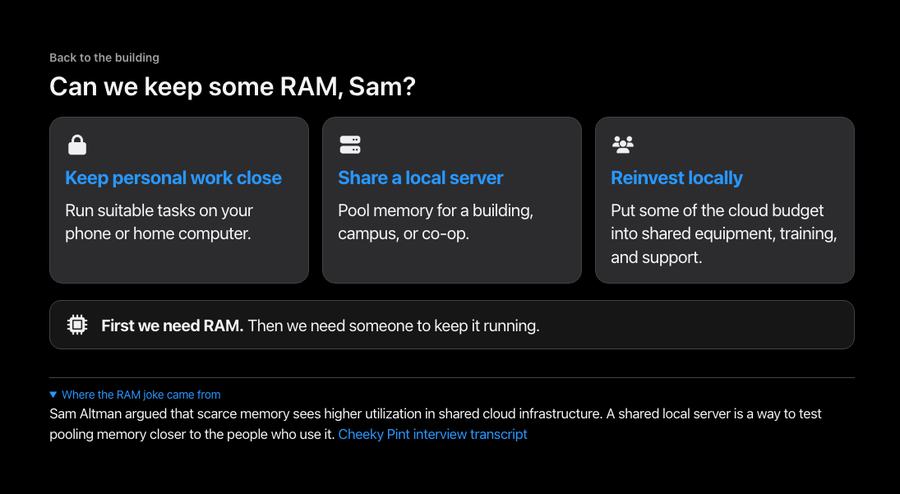 Back to the building
Can we keep some RAM, Sam?
Keep personal work close
Run suitable tasks on your
phone or home computer.
Share a local server
Pool memory for a building,
campus, or co-op.
Reinvest locally
Put some of the cloud budget
into shared equipment, training,
and support.
First we need RAM. Then we need someone to keep it running.
Where the RAM joke came from
Sam Altman argued that scarce memory sees higher utilization in shared cloud infrastructure. A shared local server is a way to test
pooling memory closer to the people who use it. Cheeky Pint interview transcript